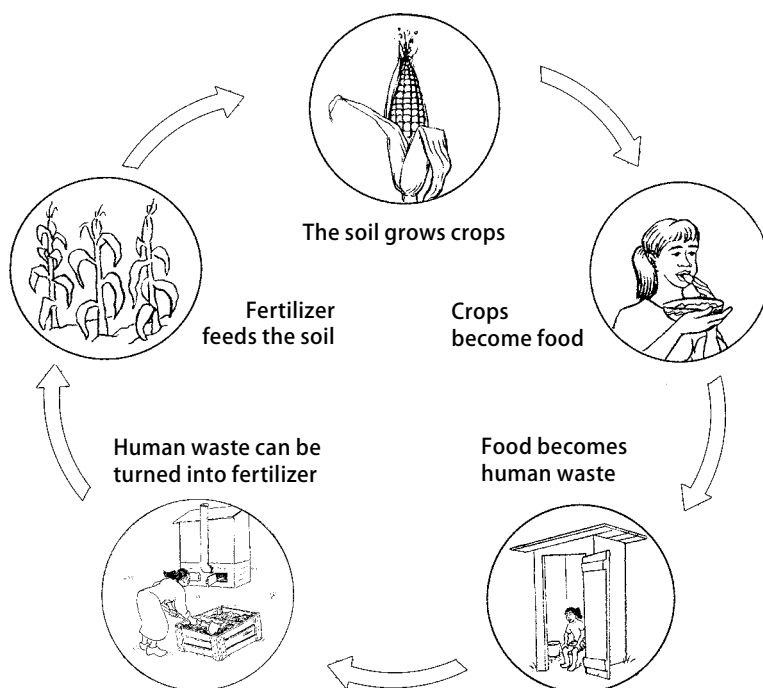 The soil grows crops
Crops
become food
Food becomes
human waste
Human waste can be
turned into fertilizer
Fertilizer
feeds the soil